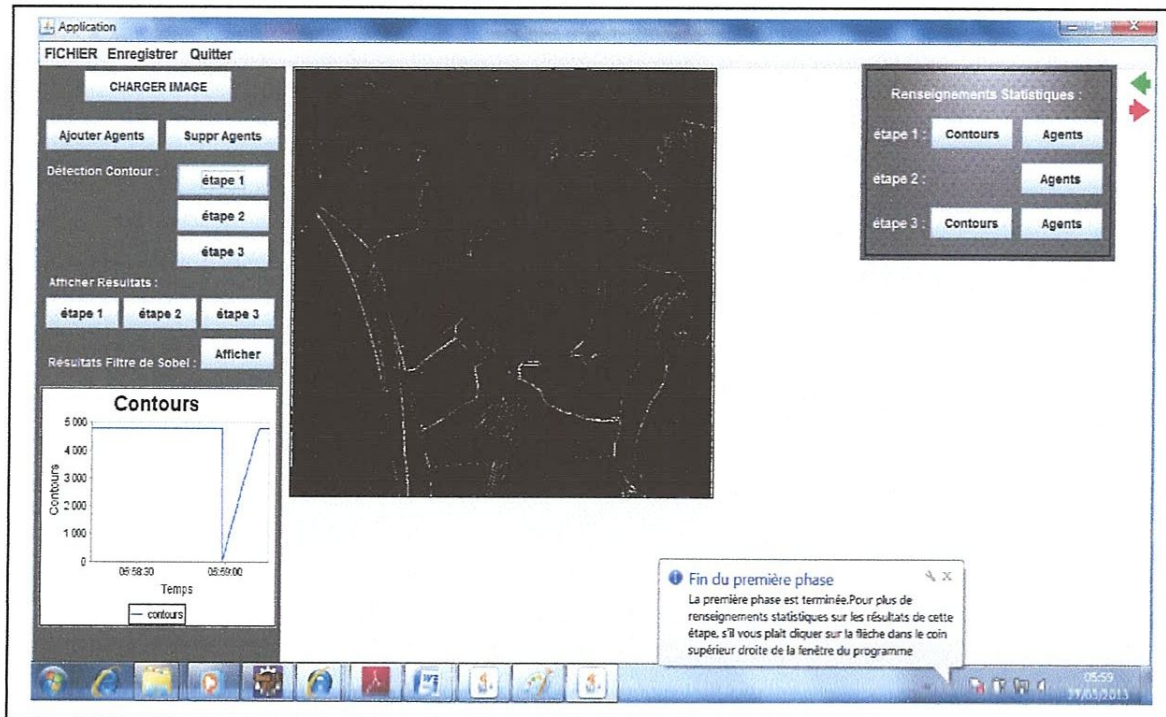 Application
FICHIER Enregistrer Quitter
CHARGER IMAGE
Ajouter Agents Suppr Agents
Détection Contour :
étape 1
étape 2
étape 3
Afficher Résultats :
étape 1 étape 2 étape 3
Résultats Filtre de Sobel : Afficher
Contours
5 000
4 000
3 000
2 000
1 000
0
Contours
05:58:30 05:59:00
Temps
contours
Renseignements Statistiques :
étape 1 : Contours Agents
étape 2 : Agents
étape 3 : Contours Agents
Fin du première phase
La première phase est terminée.Pour plus de
renseignements statistiques sur les résultats de cette
étape, s'il vous plait cliquer sur la flèche dans le coin
supérieur droite de la fenêtre du programme
05:59
27/05/2013